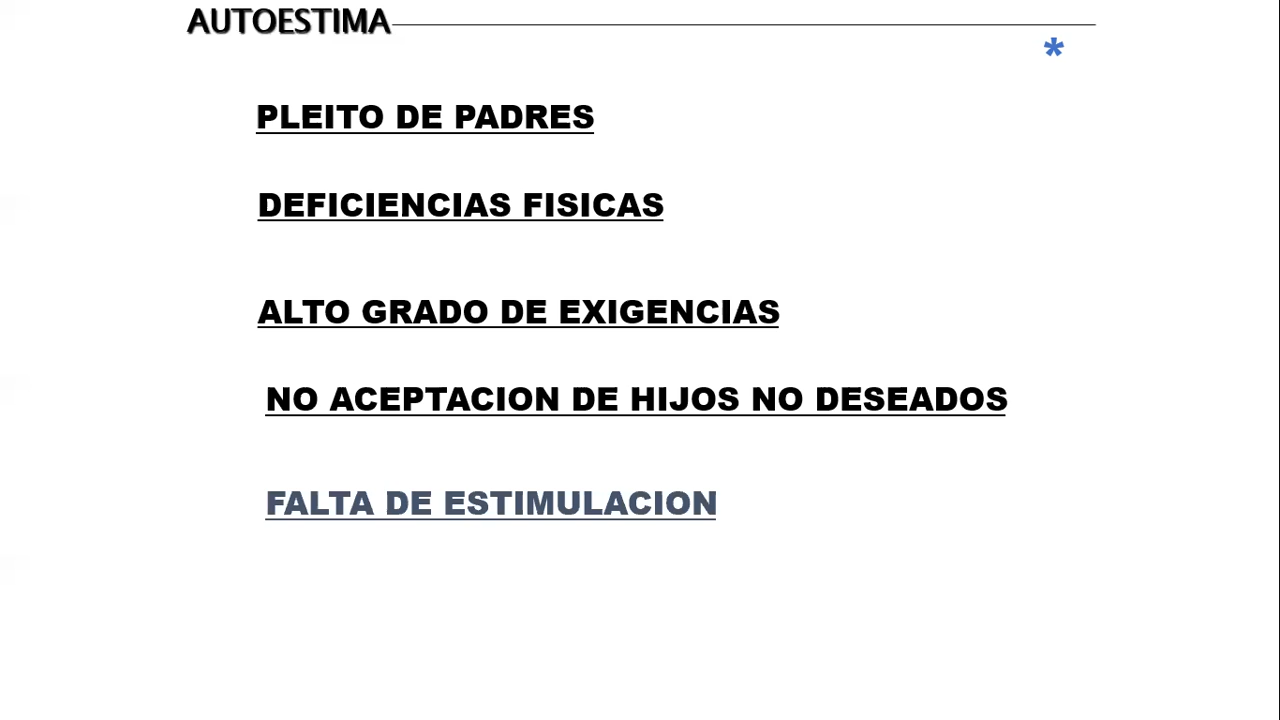 AUTOESTIMA
*
PLEITO DE PADRES
DEFICIENCIAS FISICAS
ALTO GRADO DE EXIGENCIAS
NO ACEPTACION DE HIJOS NO DESEADOS
FALTA DE ESTIMULACION